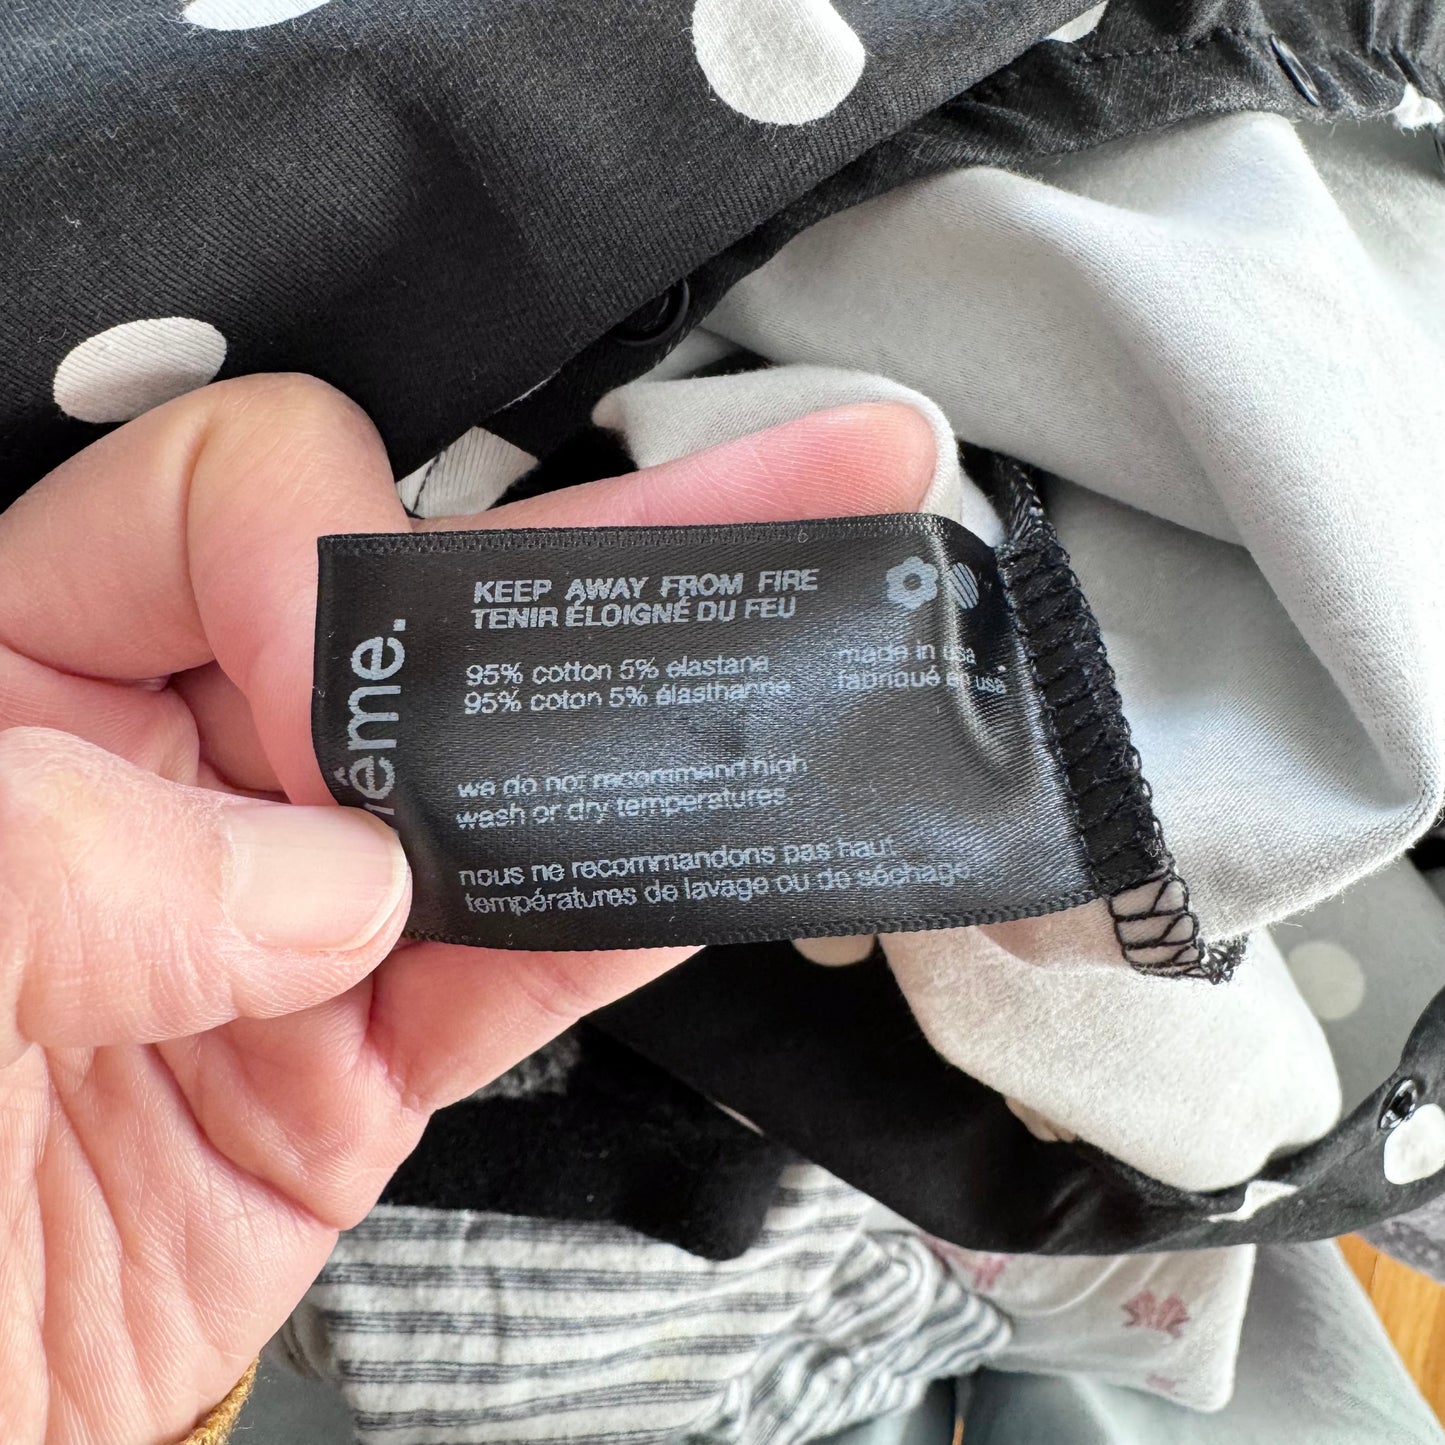 KEEP AWAY FROM FIRE
TENIR ÉLOIGNÉ DU FEU
95% cotton 5% elastane
95% coton 5% élasthanne
made in usa
fabriqué en usa
we do not recommend high
wash or dry temperatures.
nous ne recommandons pas haut
températures de lavage ou de séchage.